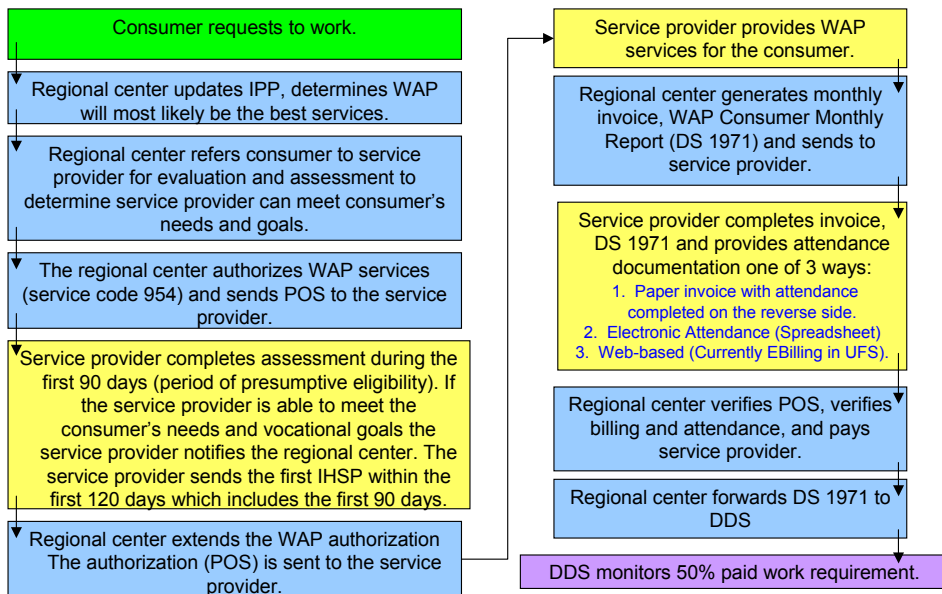 Consumer requests to work.
Regional center updates IPP, determines WAP
will most likely be the best services.
Regional center refers consumer to service
provider for evaluation and assessment to
determine service provider can meet consumer's
needs and goals.
The regional center authorizes WAP services
(service code 954) and sends POS to the service
provider.
Service provider completes assessment during the
first 90 days (period of presumptive eligibility). If
the service provider is able to meet the
consumer's needs and vocational goals the
service provider notifies the regional center. The
service provider sends the first IHSP within the
first 120 days which includes the first 90 days.
Regional center extends the WAP authorization
The authorization (POS) is sent to the service
provider.
Service provider provides WAP
services for the consumer.
Regional center generates monthly
invoice, WAP Consumer Monthly
Report (DS 1971) and sends to
service provider.
Service provider completes invoice,
DS 1971 and provides attendance
documentation one of 3 ways:
1. Paper invoice with attendance
completed on the reverse side.
2. Electronic Attendance (Spreadsheet)
3. Web-based (Currently EBilling in UFS).
Regional center verifies POS, verifies
billing and attendance, and pays
service provider.
Regional center forwards DS 1971 to
DDS
DDS monitors 50% paid work requirement.